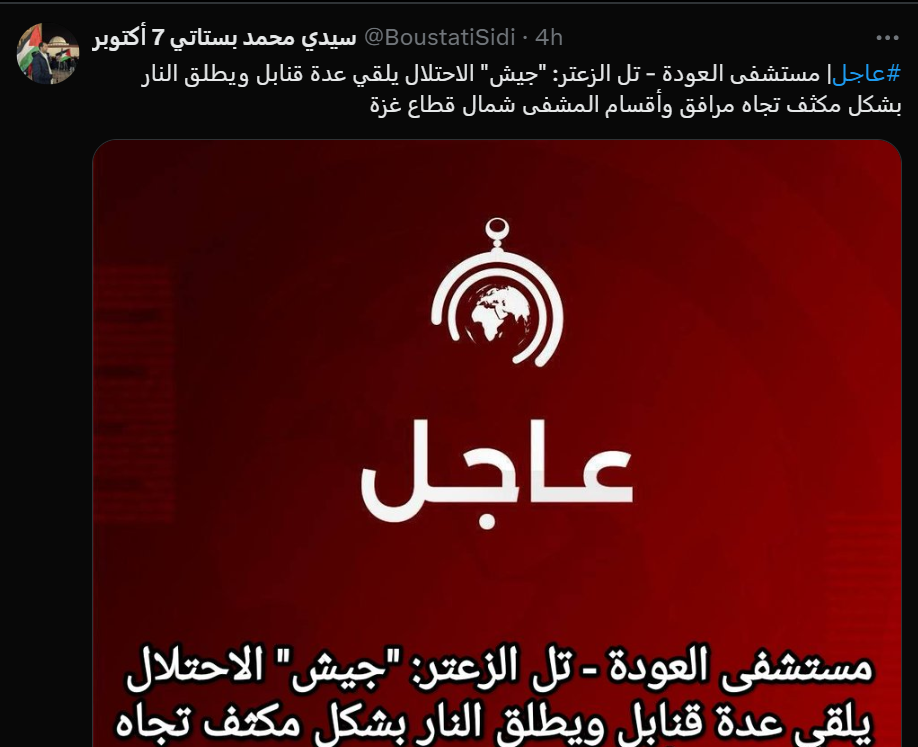 سيدي محمد بستاتي 7 أكتوبر @BoustatiSidi · 4h
#عاجل| مستشفى العودة - تل الزعتر: "جيش" الاحتلال يلقي عدة قنابل ويطلق النار
بشكل مكثف تجاه مرافق وأقسام المشفى شمال قطاع غزة
عاجل
مستشفى العودة - تل الزعتر: "جيش" الاحتلال
يلقي عدة قنابل ويطلق النار بشكل مكثف تجاه